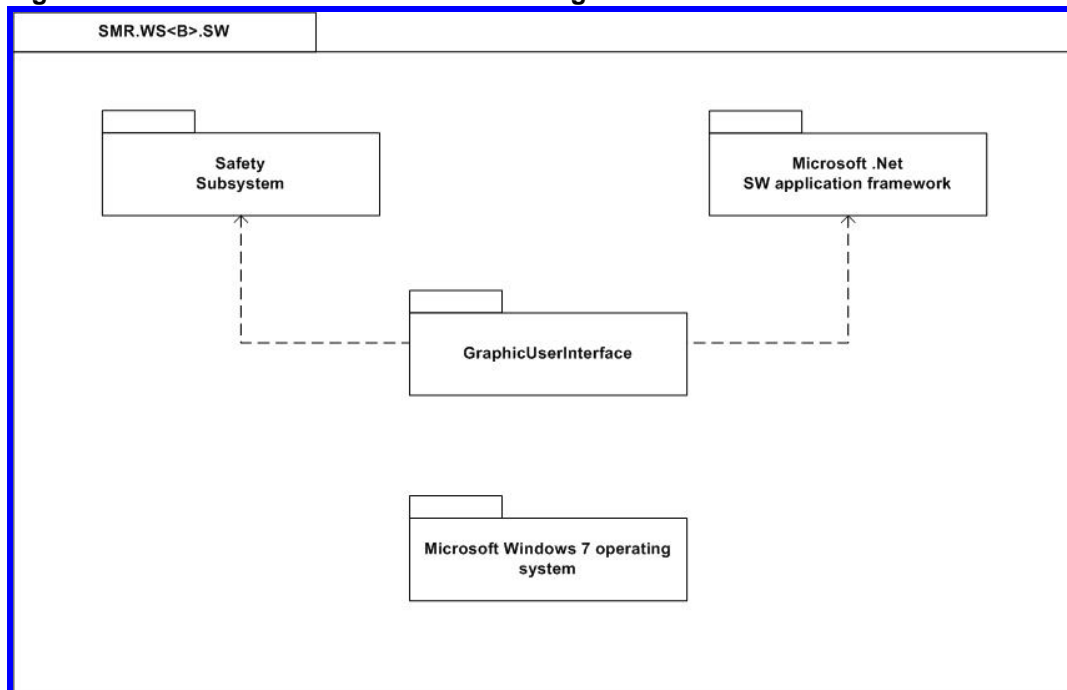 SMR.WS<B>.SW
Safety
Subsystem
Microsoft .Net
SW application framework
GraphicUserInterface
Microsoft Windows 7 operating
system